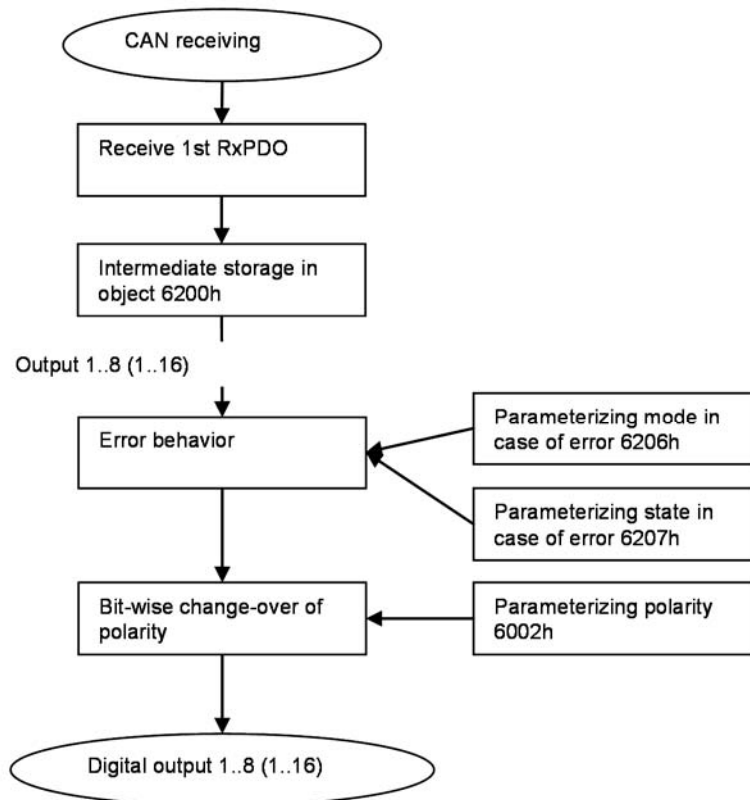 CAN receiving
Receive 1st RxPDO
Intermediate storage in
object 6200h
Output 1..8 (1..16)
Error behavior
Parameterizing mode in
case of error 6206h
Parameterizing state in
case of error 6207h
Bit-wise change-over of
polarity
Parameterizing polarity
6002h
Digital output 1..8 (1..16)